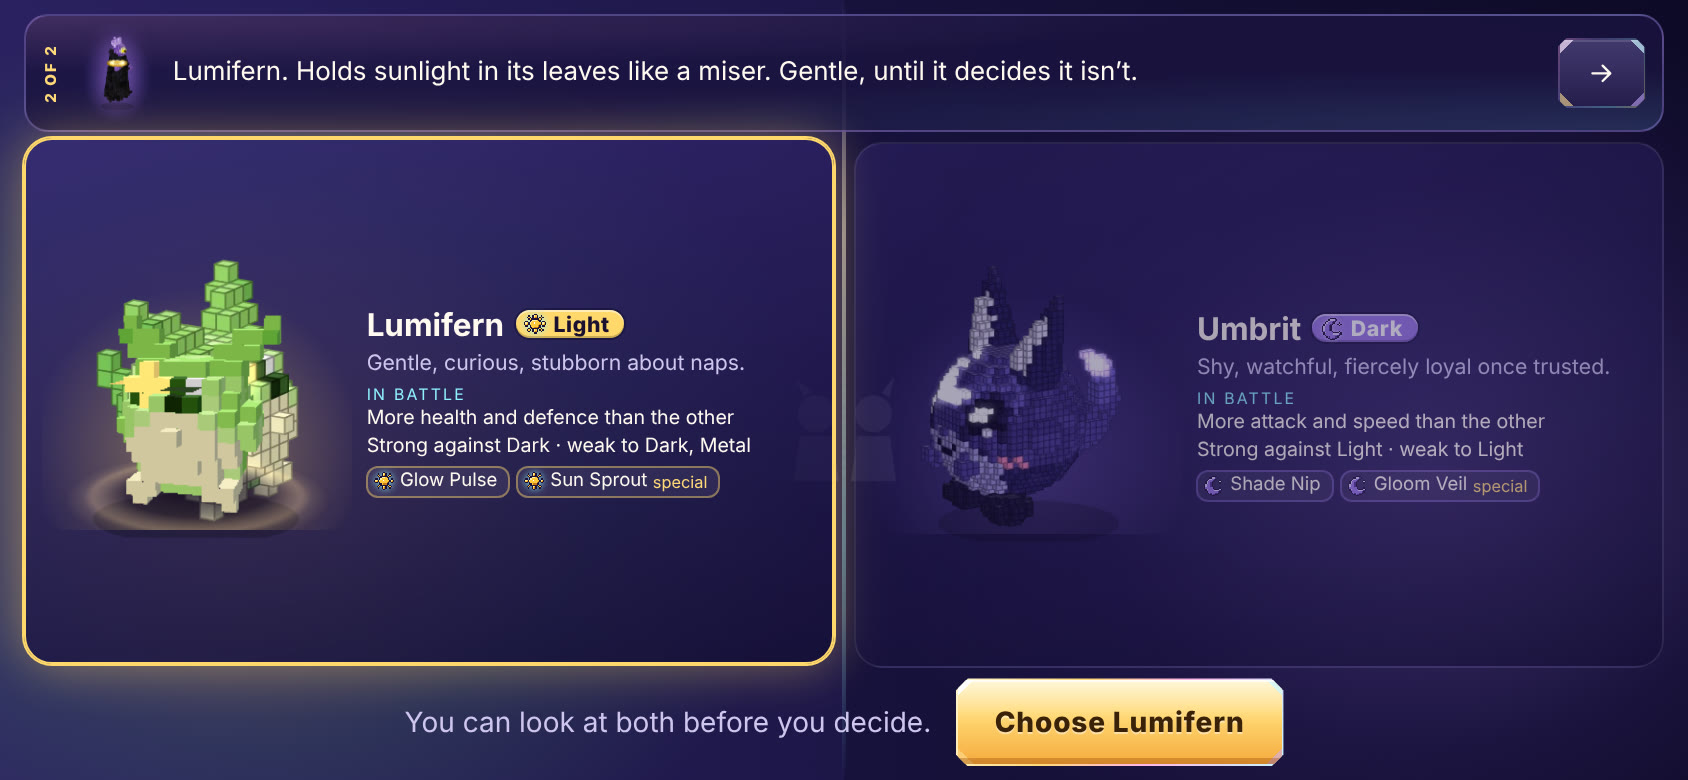 2 OF 2
Lumifern. Holds sunlight in its leaves like a miser. Gentle, until it decides it isn’t.
Lumifern Light
Gentle, curious, stubborn about naps.
IN BATTLE
More health and defence than the other
Strong against Dark · weak to Dark, Metal
Glow Pulse Sun Sprout special
Umbrit Dark
Shy, watchful, fiercely loyal once trusted.
IN BATTLE
More attack and speed than the other
Strong against Light · weak to Light
Shade Nip Gloom Veil special
You can look at both before you decide.
Choose Lumifern